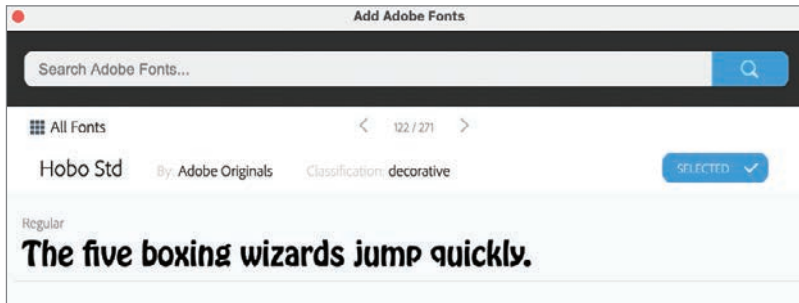 Add Adobe Fonts
Search Adobe Fonts...
All Fonts
122 / 271
Hobo Std By: Adobe Originals Classification: decorative SELECTED
Regular
The five boxing wizards jump quickly.